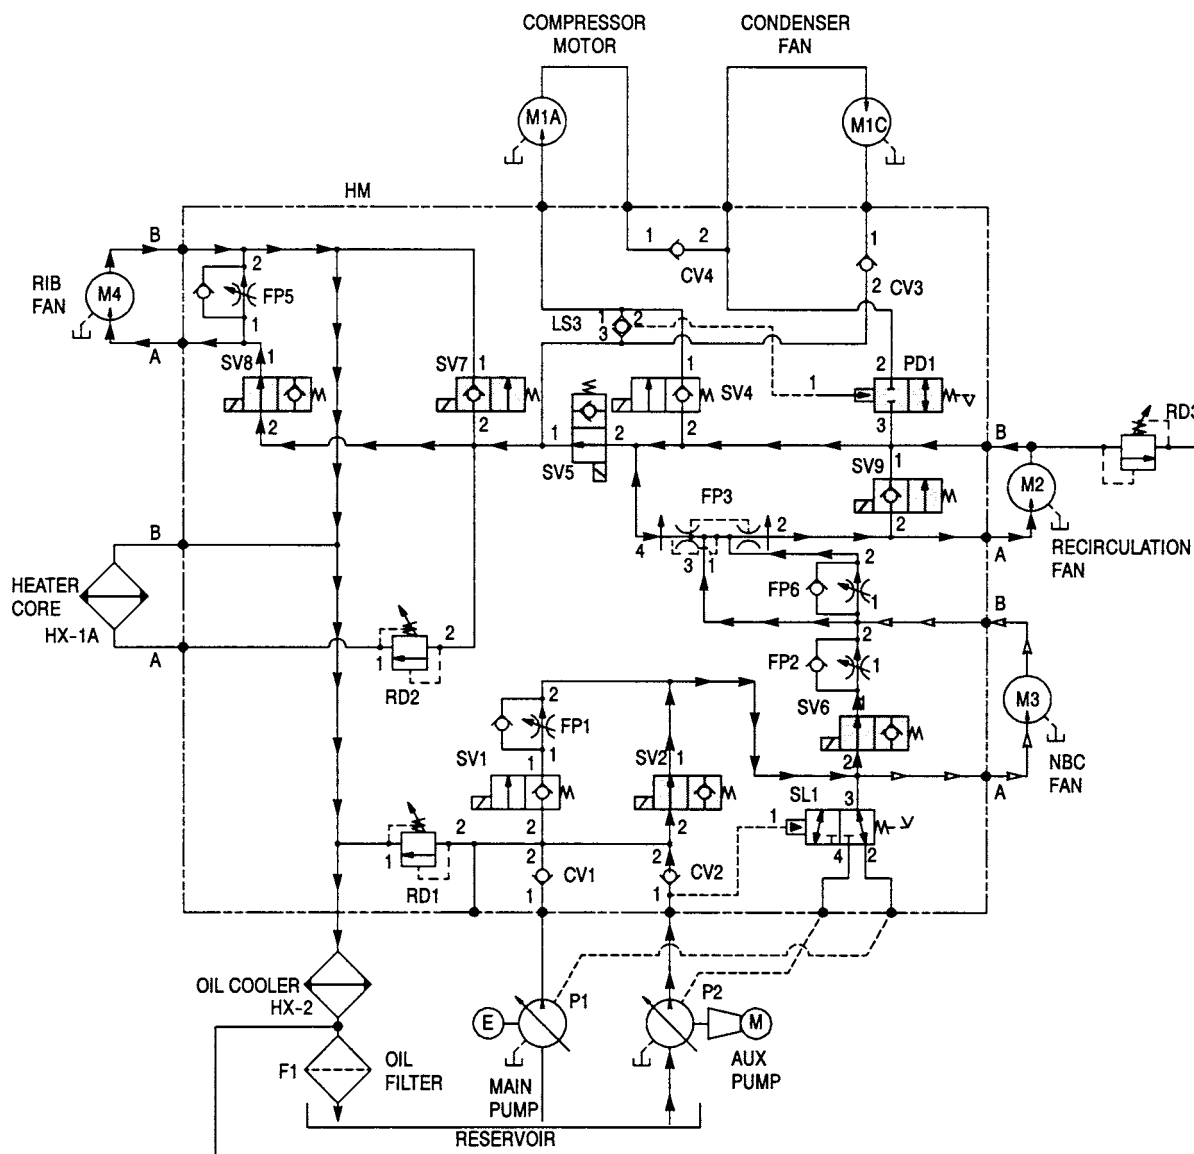 COMPRESSOR
MOTOR
CONDENSER
FAN
M1A
M1C
HM
B
RIB
FAN
M4
2
FP5
1
A
SV8
1
2
SV7
1
2
1
2
CV4
1
2
CV3
LS3
1
2
3
1
SV4
2
1
2
SV5
2
PD1
1
3
B
RD3
SV9
1
2
M2
FP3
4
2
3
1
A
RECIRCULATION
FAN
B
HEATER
CORE
HX-1A
A
1
2
RD2
2
FP6
1
B
2
FP2
1
M3
SV6
1
2
NBC
FAN
A
2
FP1
1
SV1
1
2
SV2
1
2
SL1
3
1
4
2
1
2
RD1
2
CV1
1
2
CV2
1
OIL COOLER
HX-2
E
P1
P2
M
F1
OIL
FILTER
MAIN
PUMP
AUX
PUMP
RESERVOIR